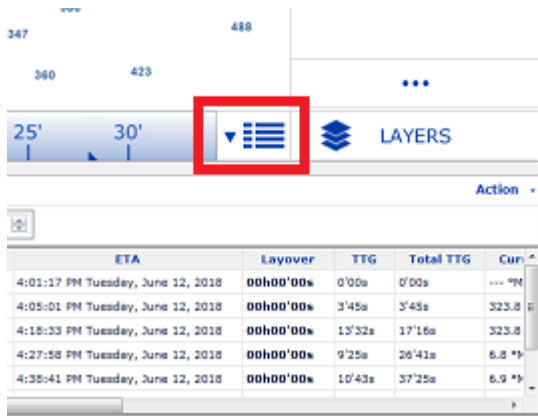 347
488
360
423
...
25'
30'
LAYERS
Action
ETA Layover TTG Total TTG
4:01:17 PM Tuesday, June 12, 2018 00h00'00s 0'00s 0'00s --- °M
4:05:01 PM Tuesday, June 12, 2018 00h00'00s 3'45s 3'45s 323.8
4:18:33 PM Tuesday, June 12, 2018 00h00'00s 13'32s 17'16s 323.8
4:27:58 PM Tuesday, June 12, 2018 00h00'00s 9'25s 26'41s 6.8 °M
4:38:41 PM Tuesday, June 12, 2018 00h00'00s 10'43s 37'25s 6.9 °M